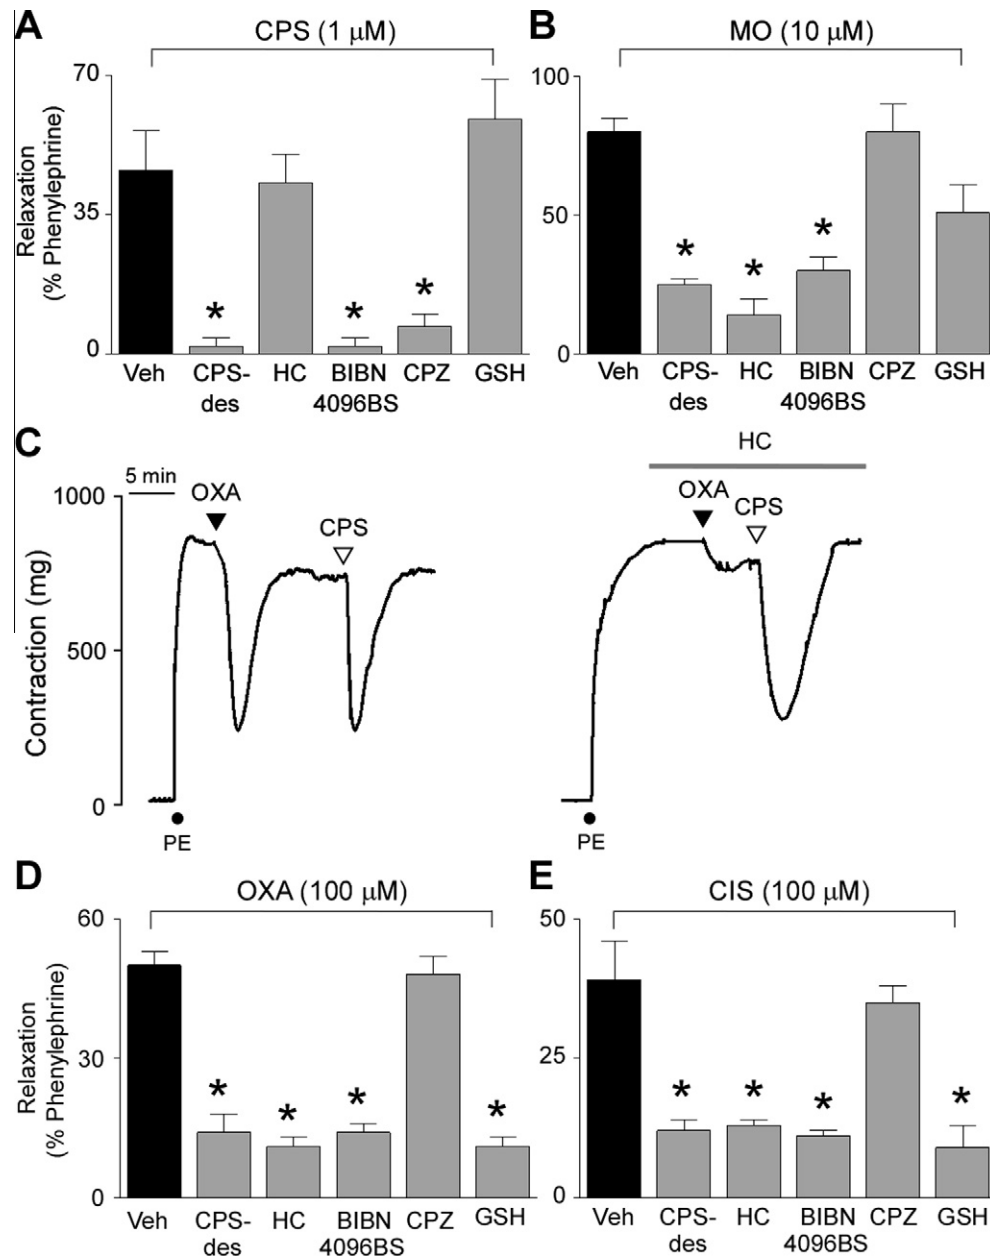 A
CPS (1 μM)
70
35
0
Relaxation
(% Phenylephrine)
*
*
*
Veh CPS- HC BIBN CPZ GSH
des 4096BS
B
MO (10 μM)
100
50
0
*
*
*
Veh CPS- HC BIBN CPZ GSH
des 4096BS
C
5 min
1000
500
0
Contraction (mg)
OXA
CPS
PE
HC
OXA
CPS
PE
D
OXA (100 μM)
60
30
0
Relaxation
(% Phenylephrine)
*
*
*
*
Veh CPS- HC BIBN CPZ GSH
des 4096BS
E
CIS (100 μM)
50
25
0
*
*
*
*
Veh CPS- HC BIBN CPZ GSH
des 4096BS